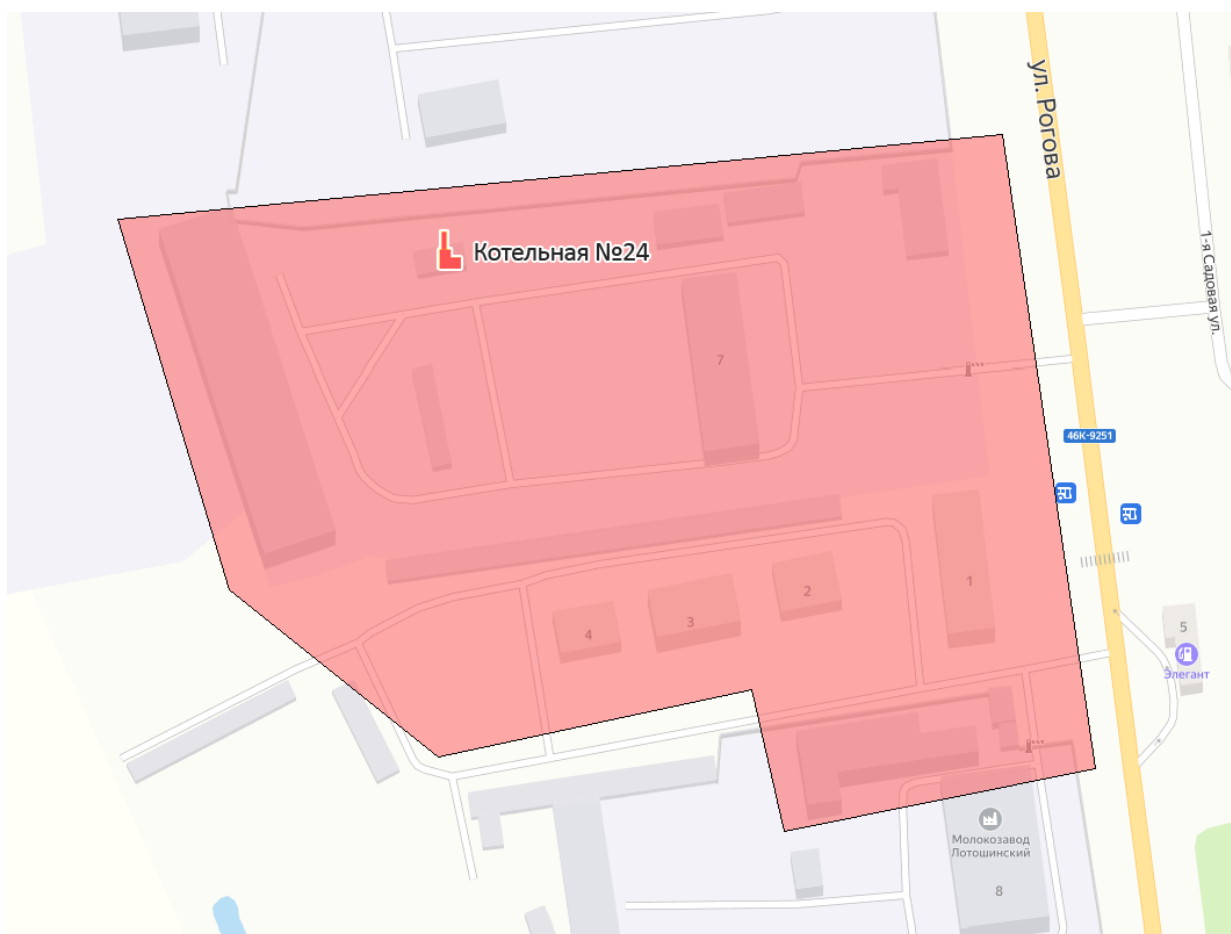 ул. Рогова
1-я Садовая ул.
Котельная №24
7
46К-9251
1
2
3
4
5
Элегант
Молокозавод
Лотошинский
8